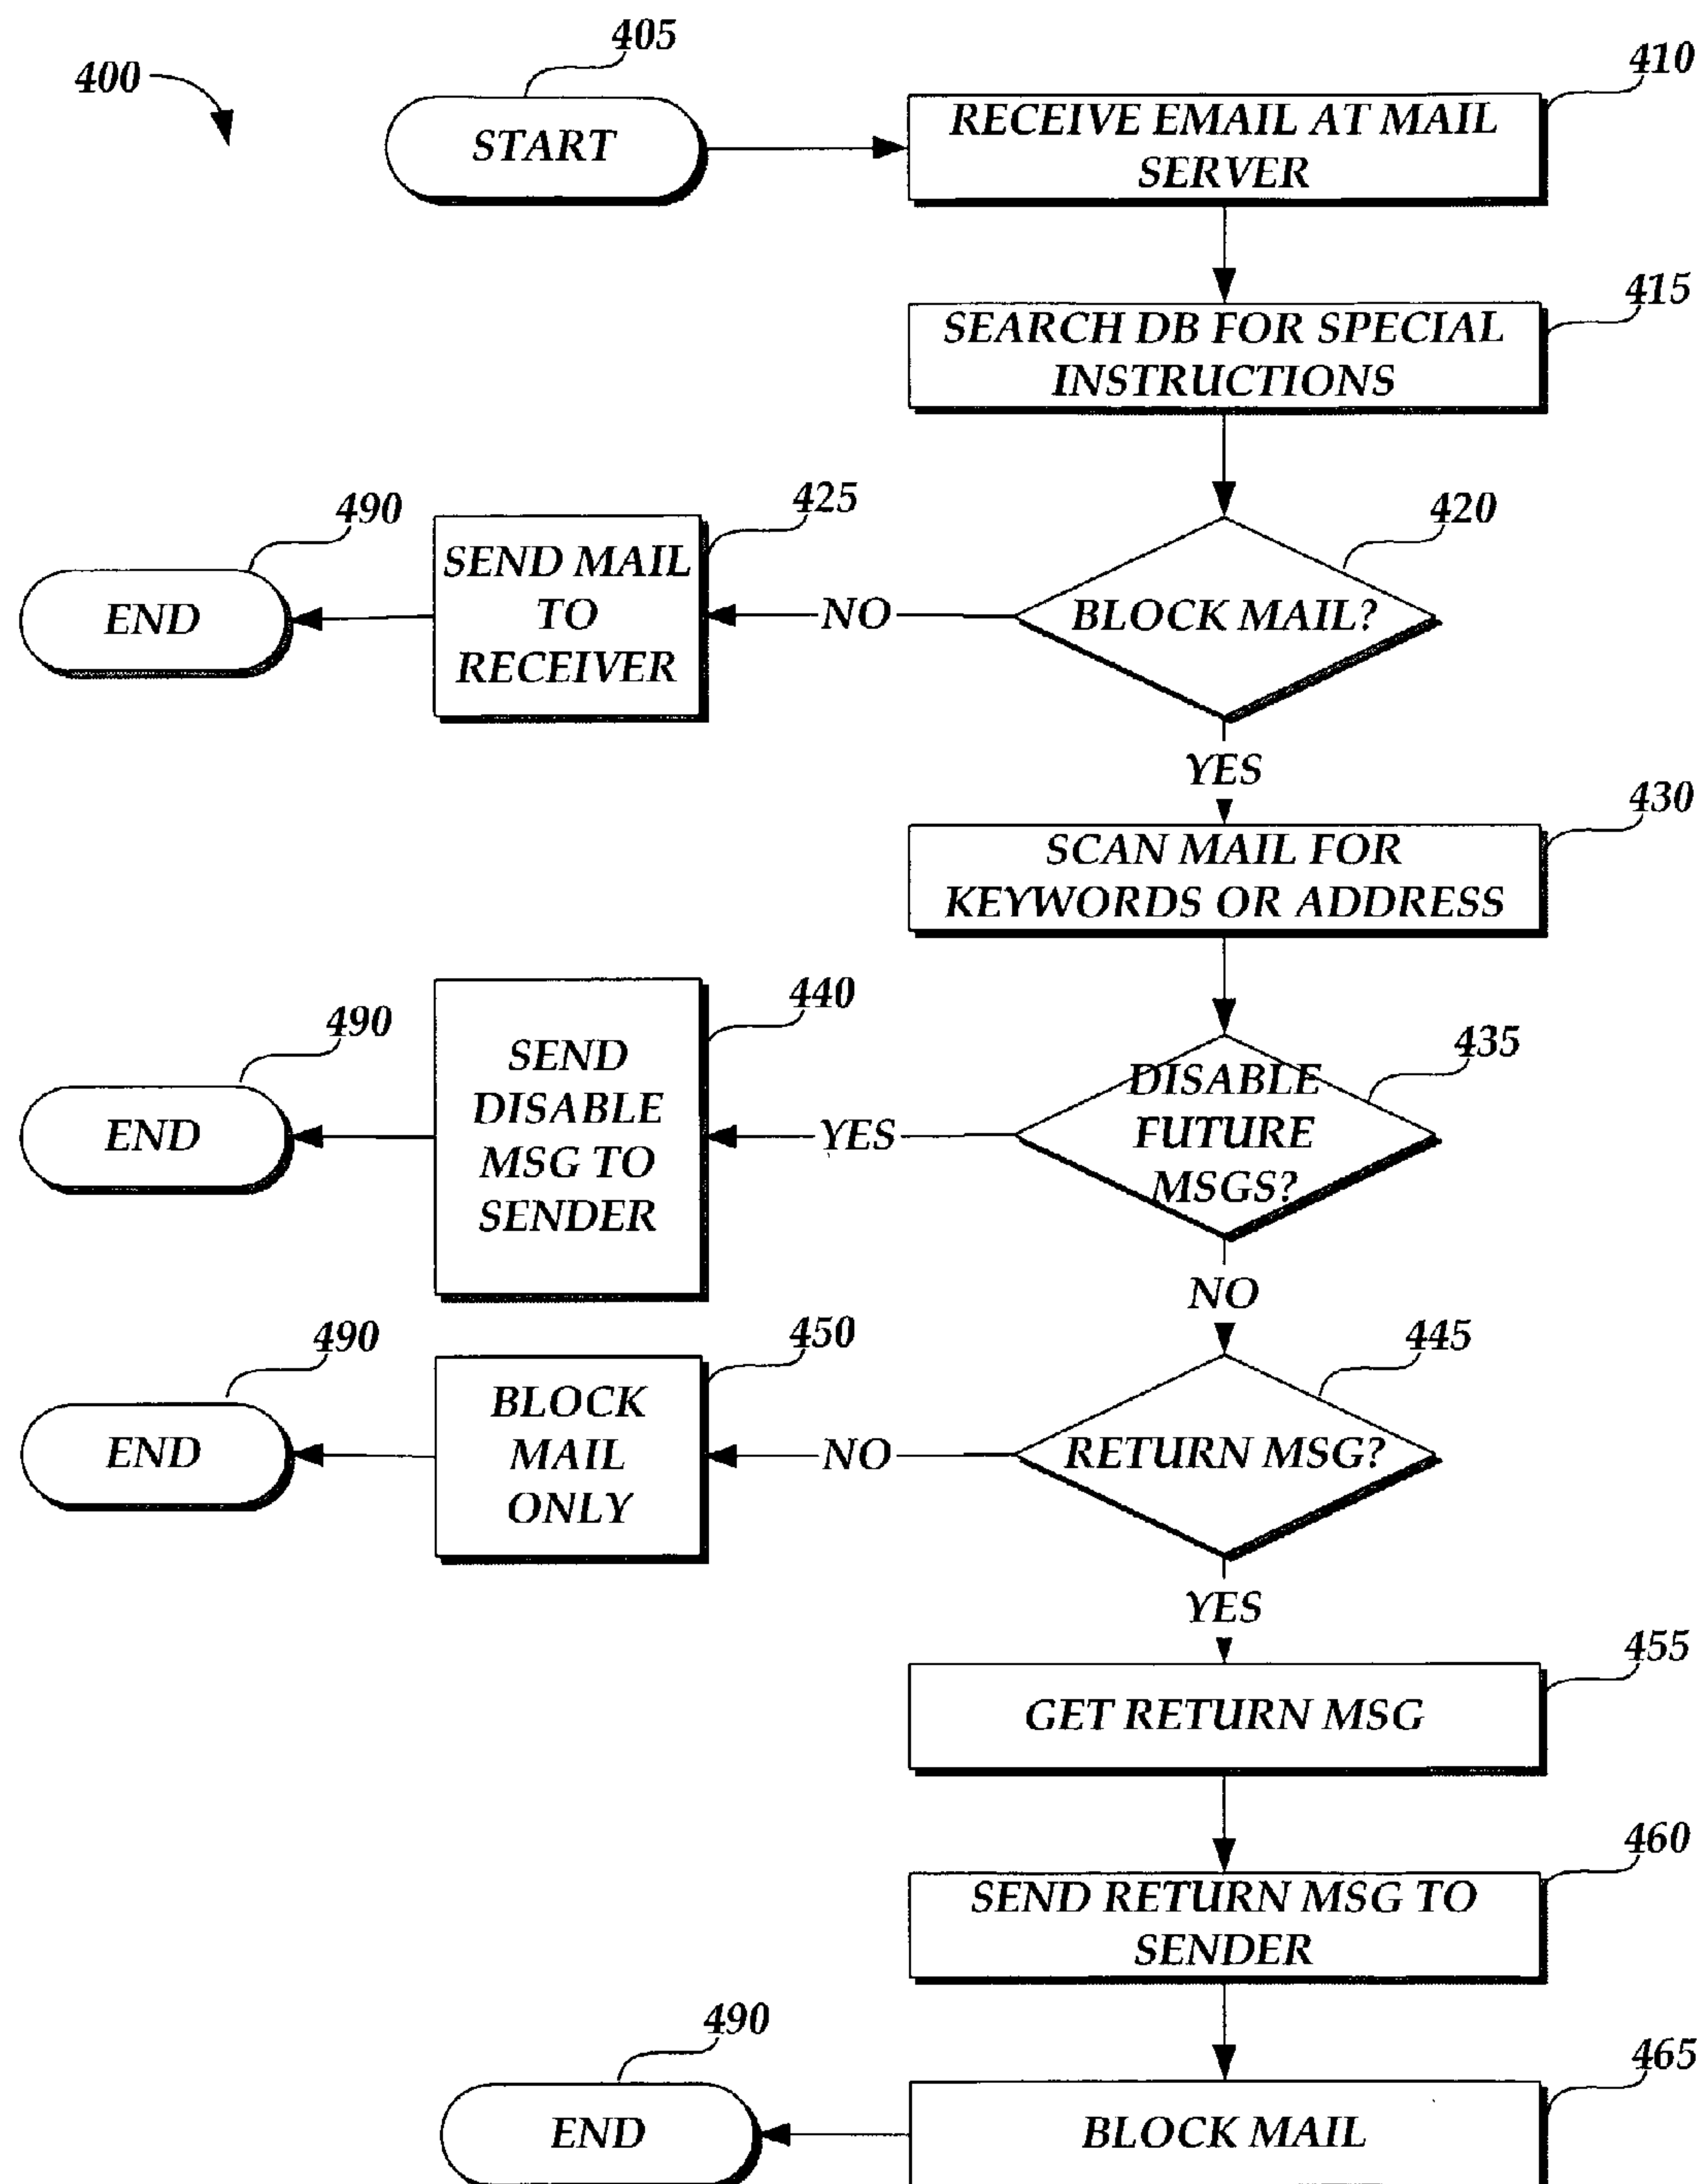 400
405
START
410
RECEIVE EMAIL AT MAIL
SERVER
415
SEARCH DB FOR SPECIAL
INSTRUCTIONS
420
BLOCK MAIL?
NO
425
SEND MAIL
TO
RECEIVER
490
END
YES
430
SCAN MAIL FOR
KEYWORDS OR ADDRESS
435
DISABLE
FUTURE
MSGS?
YES
440
SEND
DISABLE
MSG TO
SENDER
490
END
NO
445
RETURN MSG?
NO
450
BLOCK
MAIL
ONLY
490
END
YES
455
GET RETURN MSG
460
SEND RETURN MSG TO
SENDER
465
BLOCK MAIL
490
END